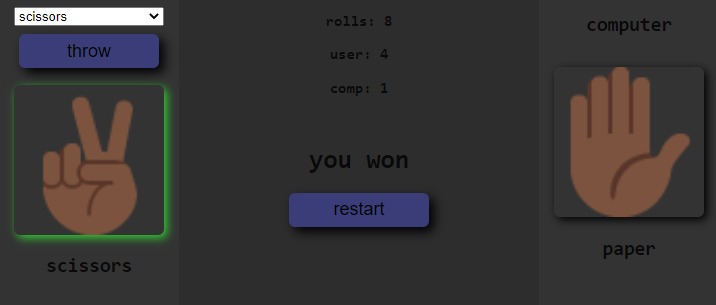 scissors
throw
scissors
rolls: 8
user: 4
comp: 1
you won
restart
computer
paper